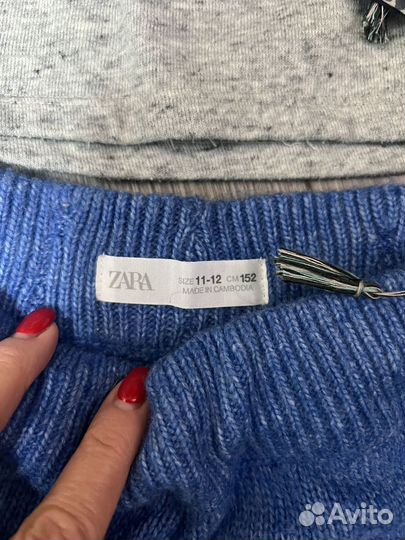 ZARA
SIZE 11-12 CM 152
MADE IN CAMBODIA
Avito